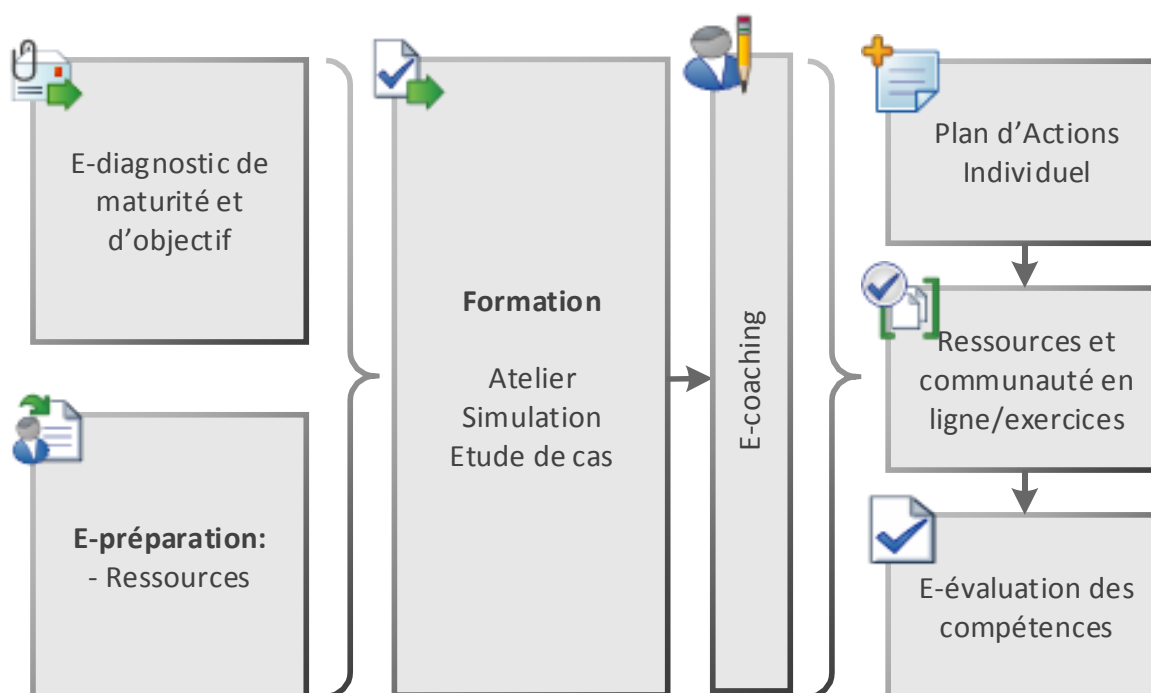 E-diagnostic de
maturité et
d'objectif
E-préparation:
- Ressources
Formation
Atelier
Simulation
Etude de cas
E-coaching
Plan d'Actions
Individuel
Ressources et
communauté en
ligne/exercices
E-évaluation des
compétences